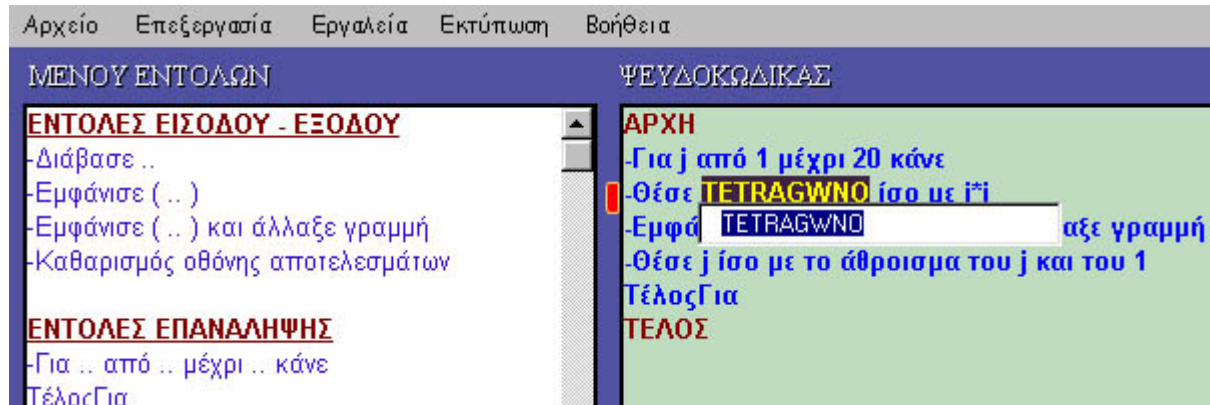 Αρχείο Επεξεργασία Εργαλεία Εκτύπωση Βοήθεια
ΜΕΝΟΥ ΕΝΤΟΛΩΝ
ΕΝΤΟΛΕΣ ΕΙΣΟΔΟΥ - ΕΞΟΔΟΥ
-Διάβασε ..
-Εμφάνισε ( .. )
-Εμφάνισε ( .. ) και άλλαξε γραμμή
-Καθαρισμός οθόνης αποτελεσμάτων
ΕΝΤΟΛΕΣ ΕΠΑΝΑΛΗΨΗΣ
-Για .. από .. μέχρι .. κάνε
ΤέλοςΓια
ΨΕΥΔΟΚΩΔΙΚΑΣ
ΑΡΧΗ
-Για j από 1 μέχρι 20 κάνε
-Θέσε TETRAGWNO ίσο με j*j
-Εμφά TETRAGWNO αξε γραμμή
-Θέσε j ίσο με το άθροισμα του j και του 1
ΤέλοςΓια
ΤΕΛΟΣ